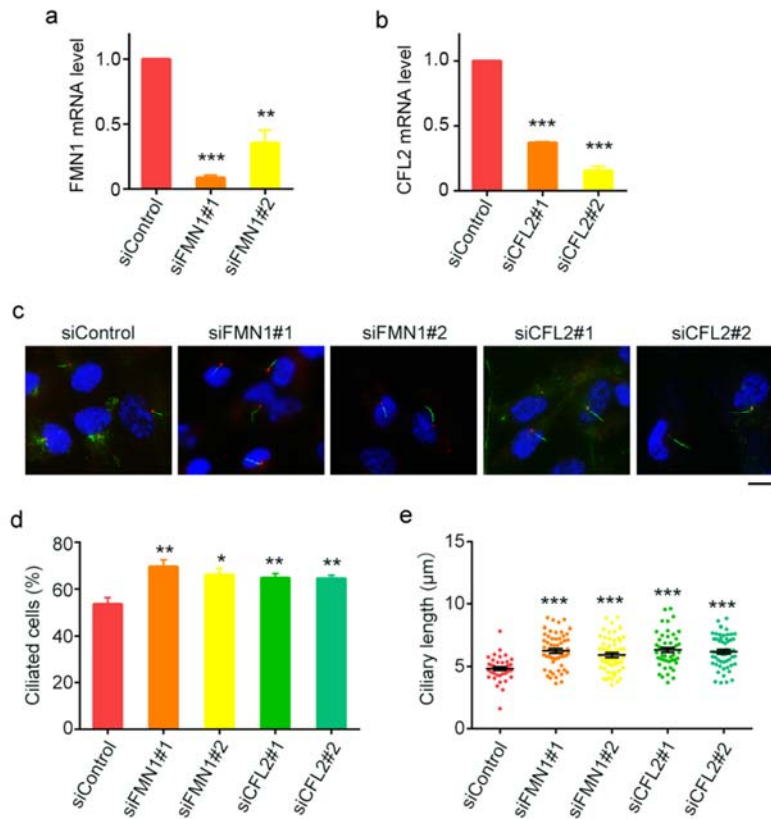 a
FMN1 mRNA level
1.0
0.5
0
***
**
siControl
siFMN1#1
siFMN1#2
b
CFL2 mRNA level
1.0
0.5
0
***
***
siControl
siCFL2#1
siCFL2#2
c
siControl siFMN1#1 siFMN1#2 siCFL2#1 siCFL2#2
d
Ciliated cells (%)
80
60
40
20
0
**
*
**
**
siControl
siFMN1#1
siFMN1#2
siCFL2#1
siCFL2#2
e
Ciliary length (μm)
15
10
5
0
***
***
***
***
siControl
siFMN1#1
siFMN1#2
siCFL2#1
siCFL2#2